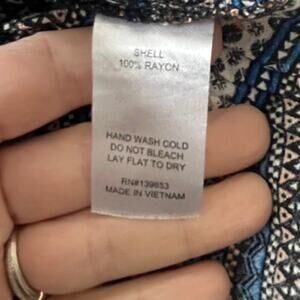 SHELL
100% RAYON
HAND WASH COLD
DO NOT BLEACH
LAY FLAT TO DRY
RN#139853
MADE IN VIETNAM